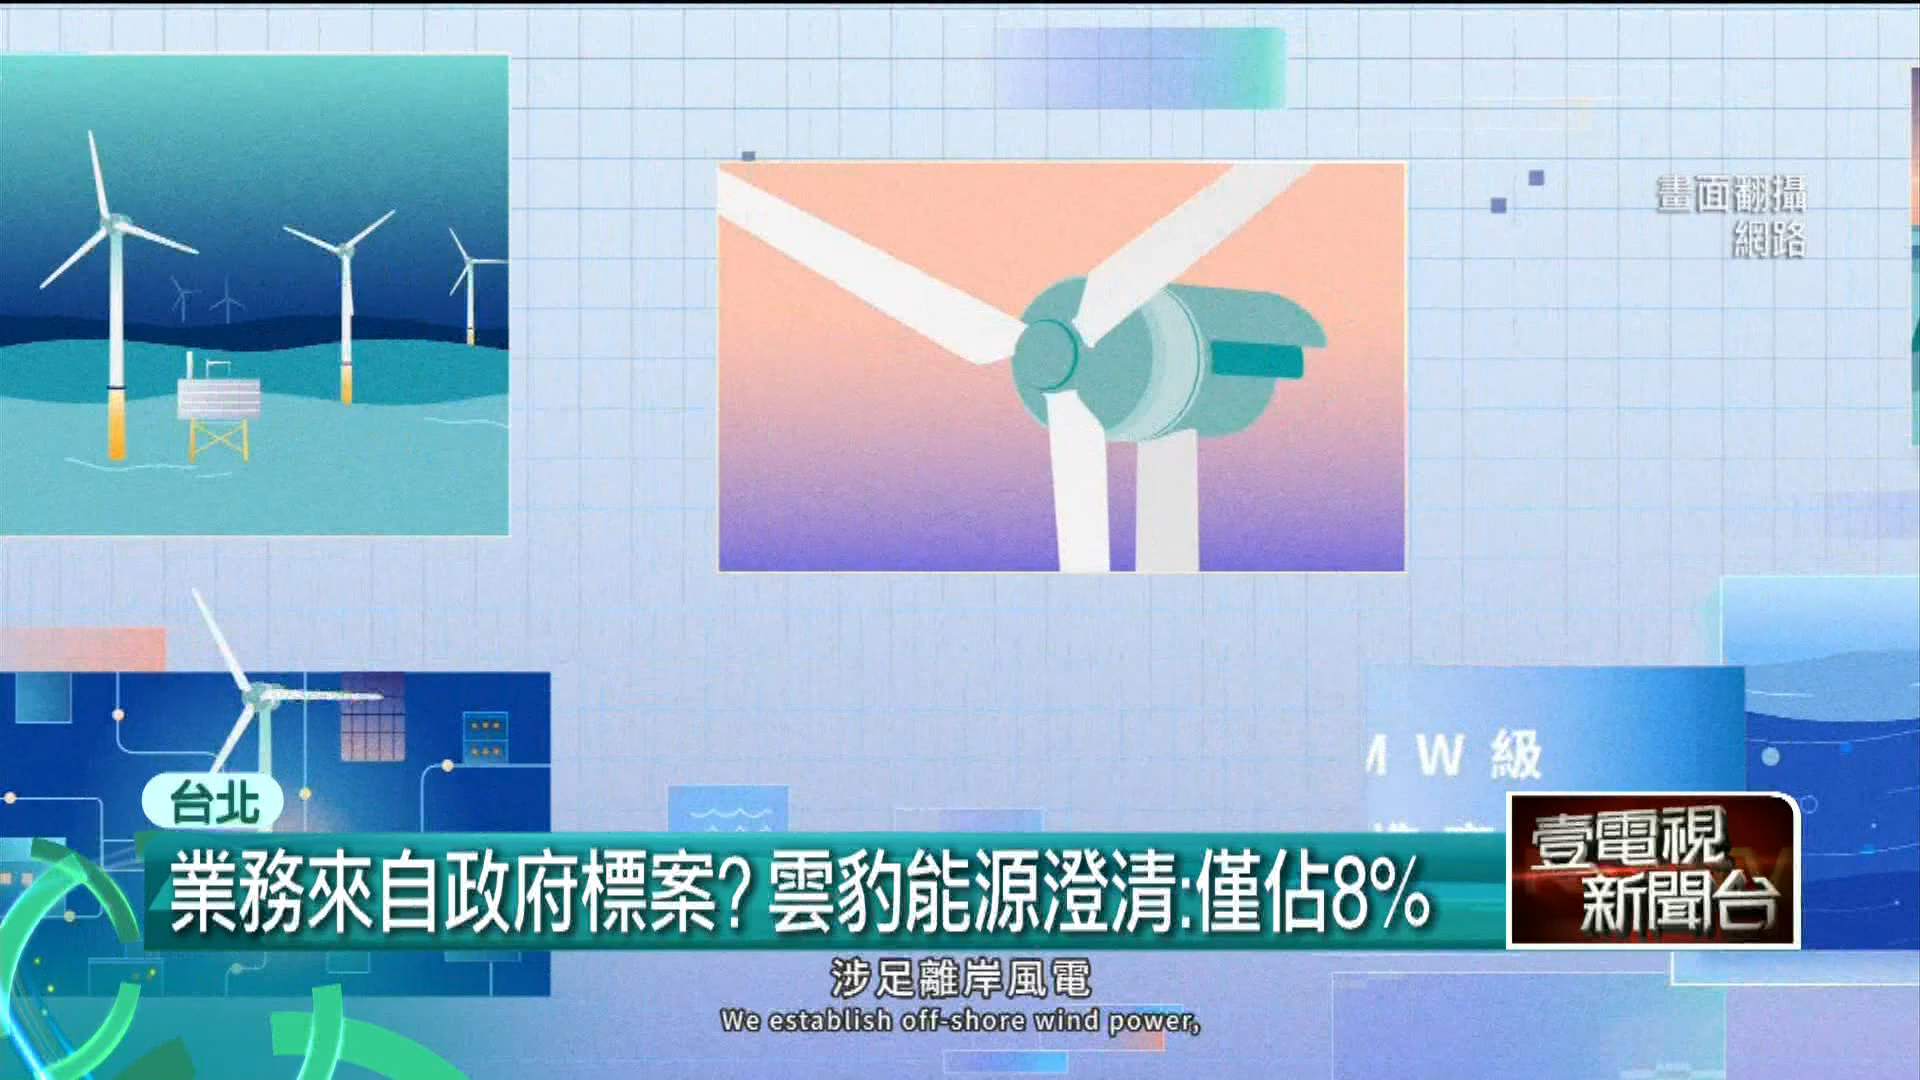 畫面翻攝
網路
MW級
台北
業務來自政府標案?雲豹能源澄清:僅佔8%
壹電視
新聞台
涉足離岸風電
We establish off-shore wind power,